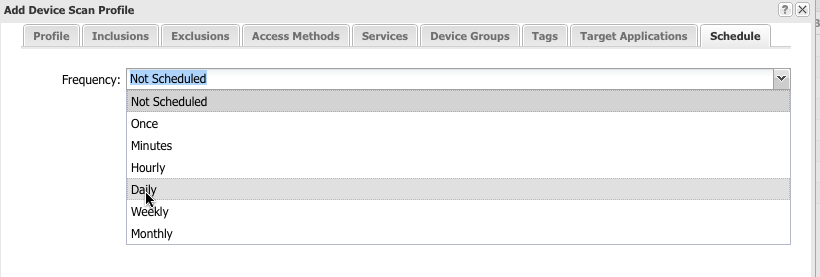 Add Device Scan Profile
Profile Inclusions Exclusions Access Methods Services Device Groups Tags Target Applications Schedule
Frequency: Not Scheduled
Not Scheduled
Once
Minutes
Hourly
Daily
Weekly
Monthly